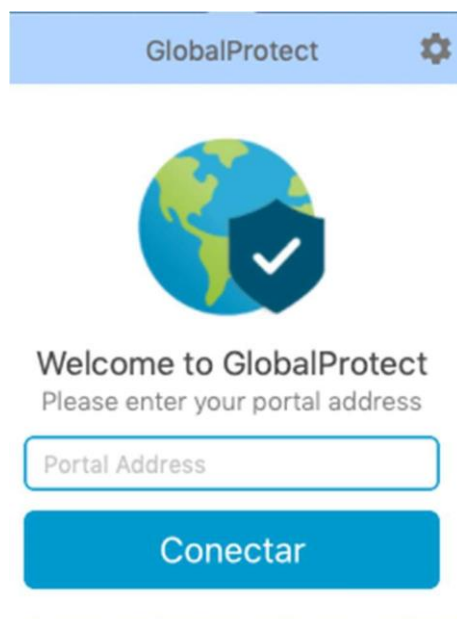 GlobalProtect
Welcome to GlobalProtect
Please enter your portal address
Portal Address
Conectar